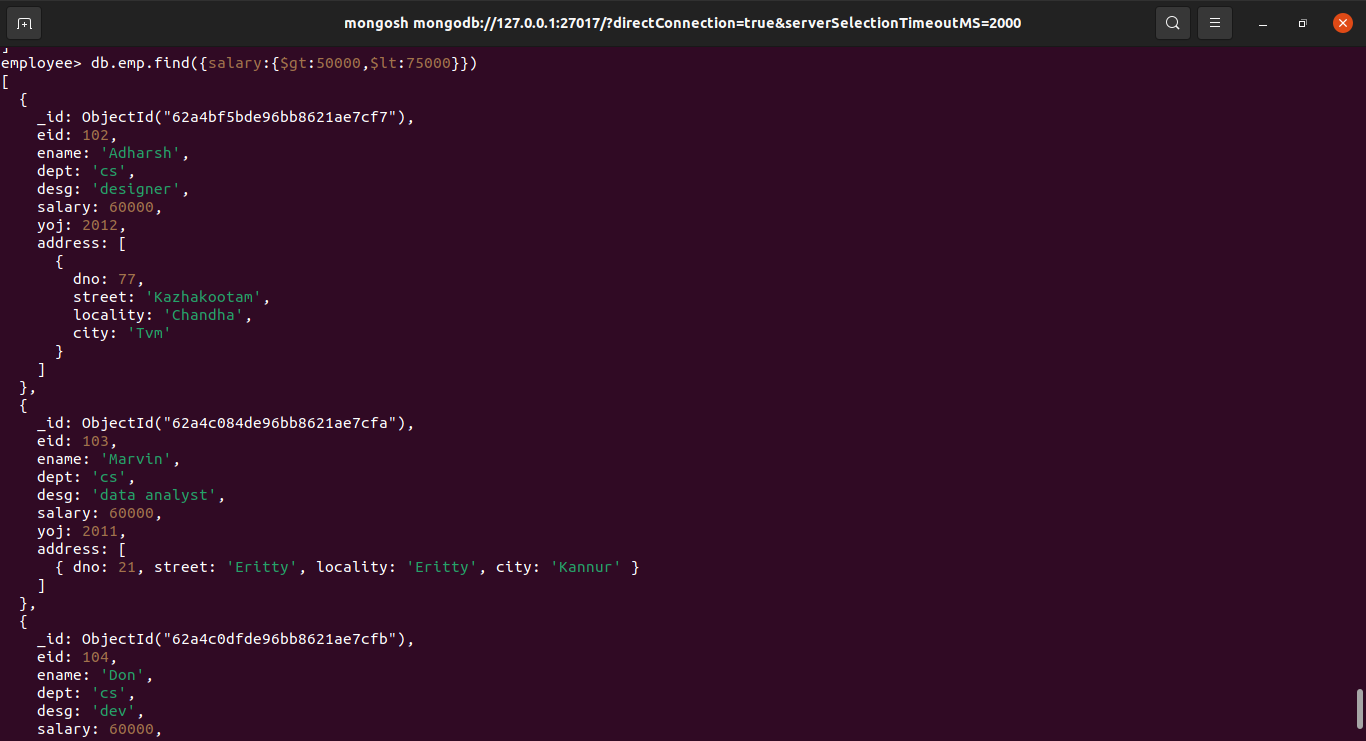 mongosh mongodb://127.0.0.1:27017/?directConnection=true&serverSelectionTimeoutMS=2000
]
employee> db.emp.find({salary:{$gt:50000,$lt:75000}})
[
  {
    _id: ObjectId("62a4bf5bde96bb8621ae7cf7"),
    eid: 102,
    ename: 'Adharsh',
    dept: 'cs',
    desg: 'designer',
    salary: 60000,
    yoj: 2012,
    address: [
      {
        dno: 77,
        street: 'Kazhakootam',
        locality: 'Chandha',
        city: 'Tvm'
      }
    ]
  },
  {
    _id: ObjectId("62a4c084de96bb8621ae7cfa"),
    eid: 103,
    ename: 'Marvin',
    dept: 'cs',
    desg: 'data analyst',
    salary: 60000,
    yoj: 2011,
    address: [
      { dno: 21, street: 'Eritty', locality: 'Eritty', city: 'Kannur' }
    ]
  },
  {
    _id: ObjectId("62a4c0dfde96bb8621ae7cfb"),
    eid: 104,
    ename: 'Don',
    dept: 'cs',
    desg: 'dev',
    salary: 60000,